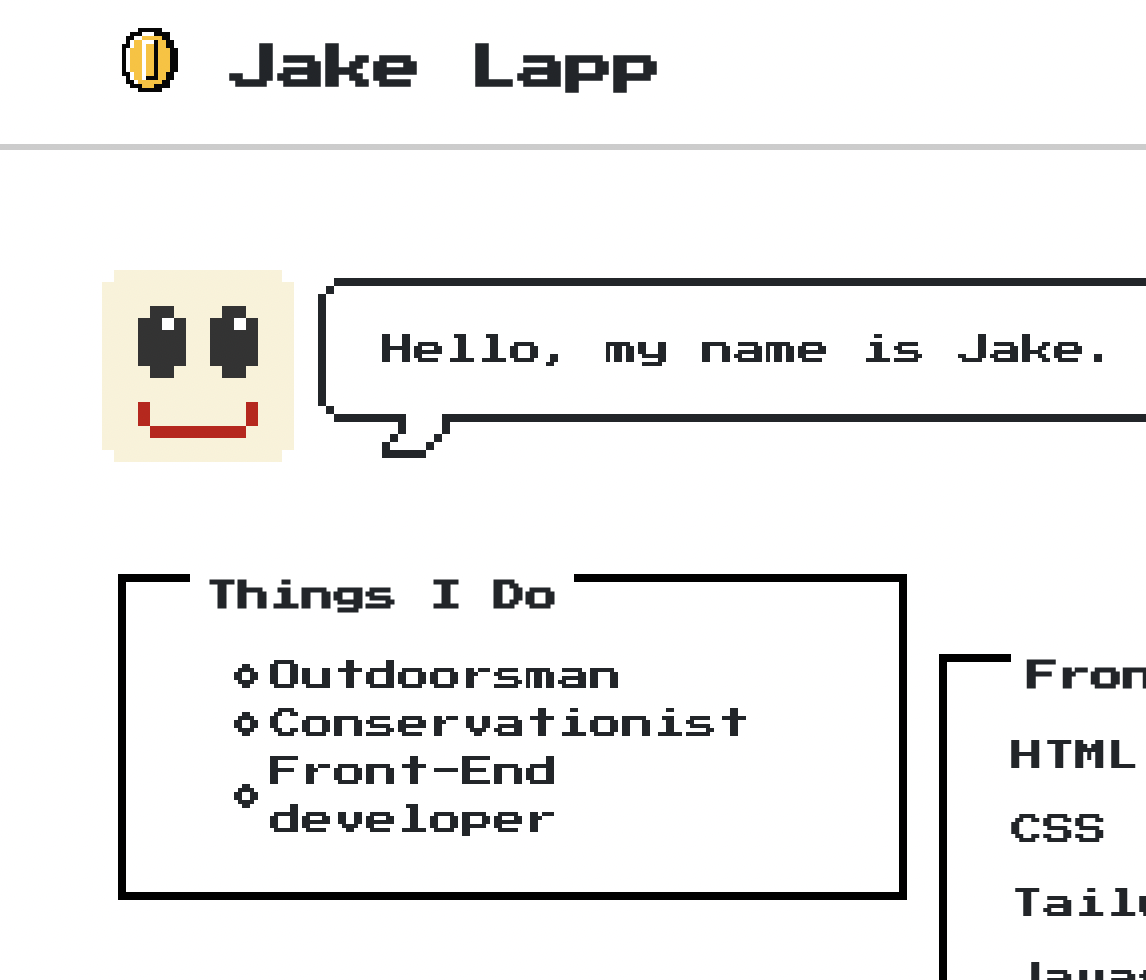 Jake Lapp
Hello, my name is Jake.
Things I Do
Outdoorsman
Conservationist
Front-End
developer
HTML
CSS